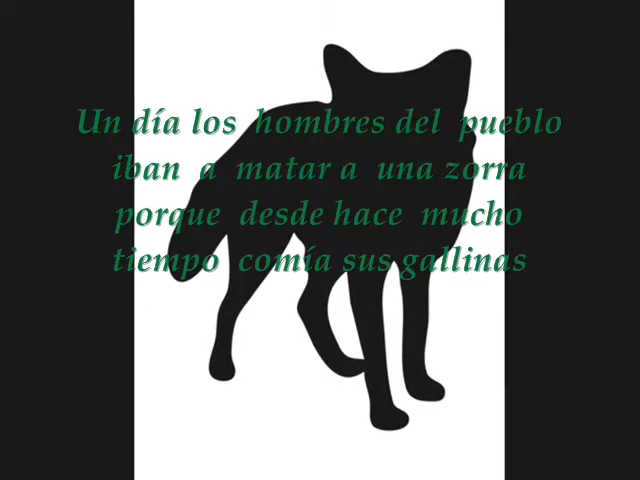 Un día los hombres del pueblo
iban a matar a una zorra
porque desde hace mucho
tiempo comía sus gallinas